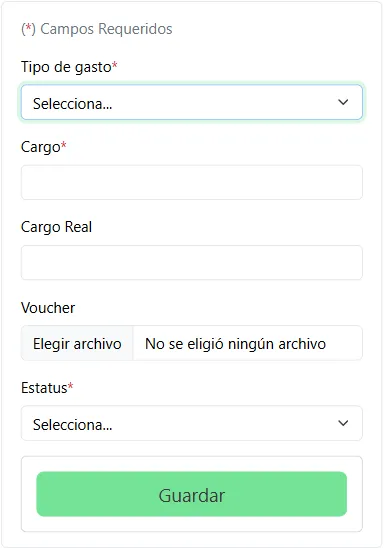 (*) Campos Requeridos
Tipo de gasto*
Selecciona...
Cargo*
Cargo Real
Voucher
Elegir archivo No se eligió ningún archivo
Estatus*
Selecciona...
Guardar